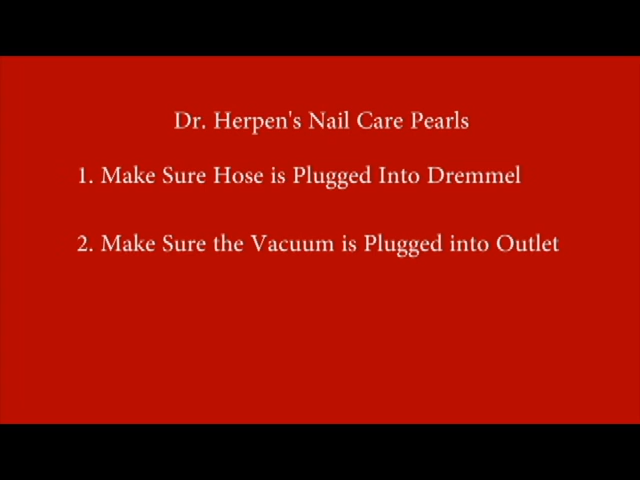 Dr. Herpen's Nail Care Pearls
1. Make Sure Hose is Plugged Into Dremmel
2. Make Sure the Vacuum is Plugged into Outlet